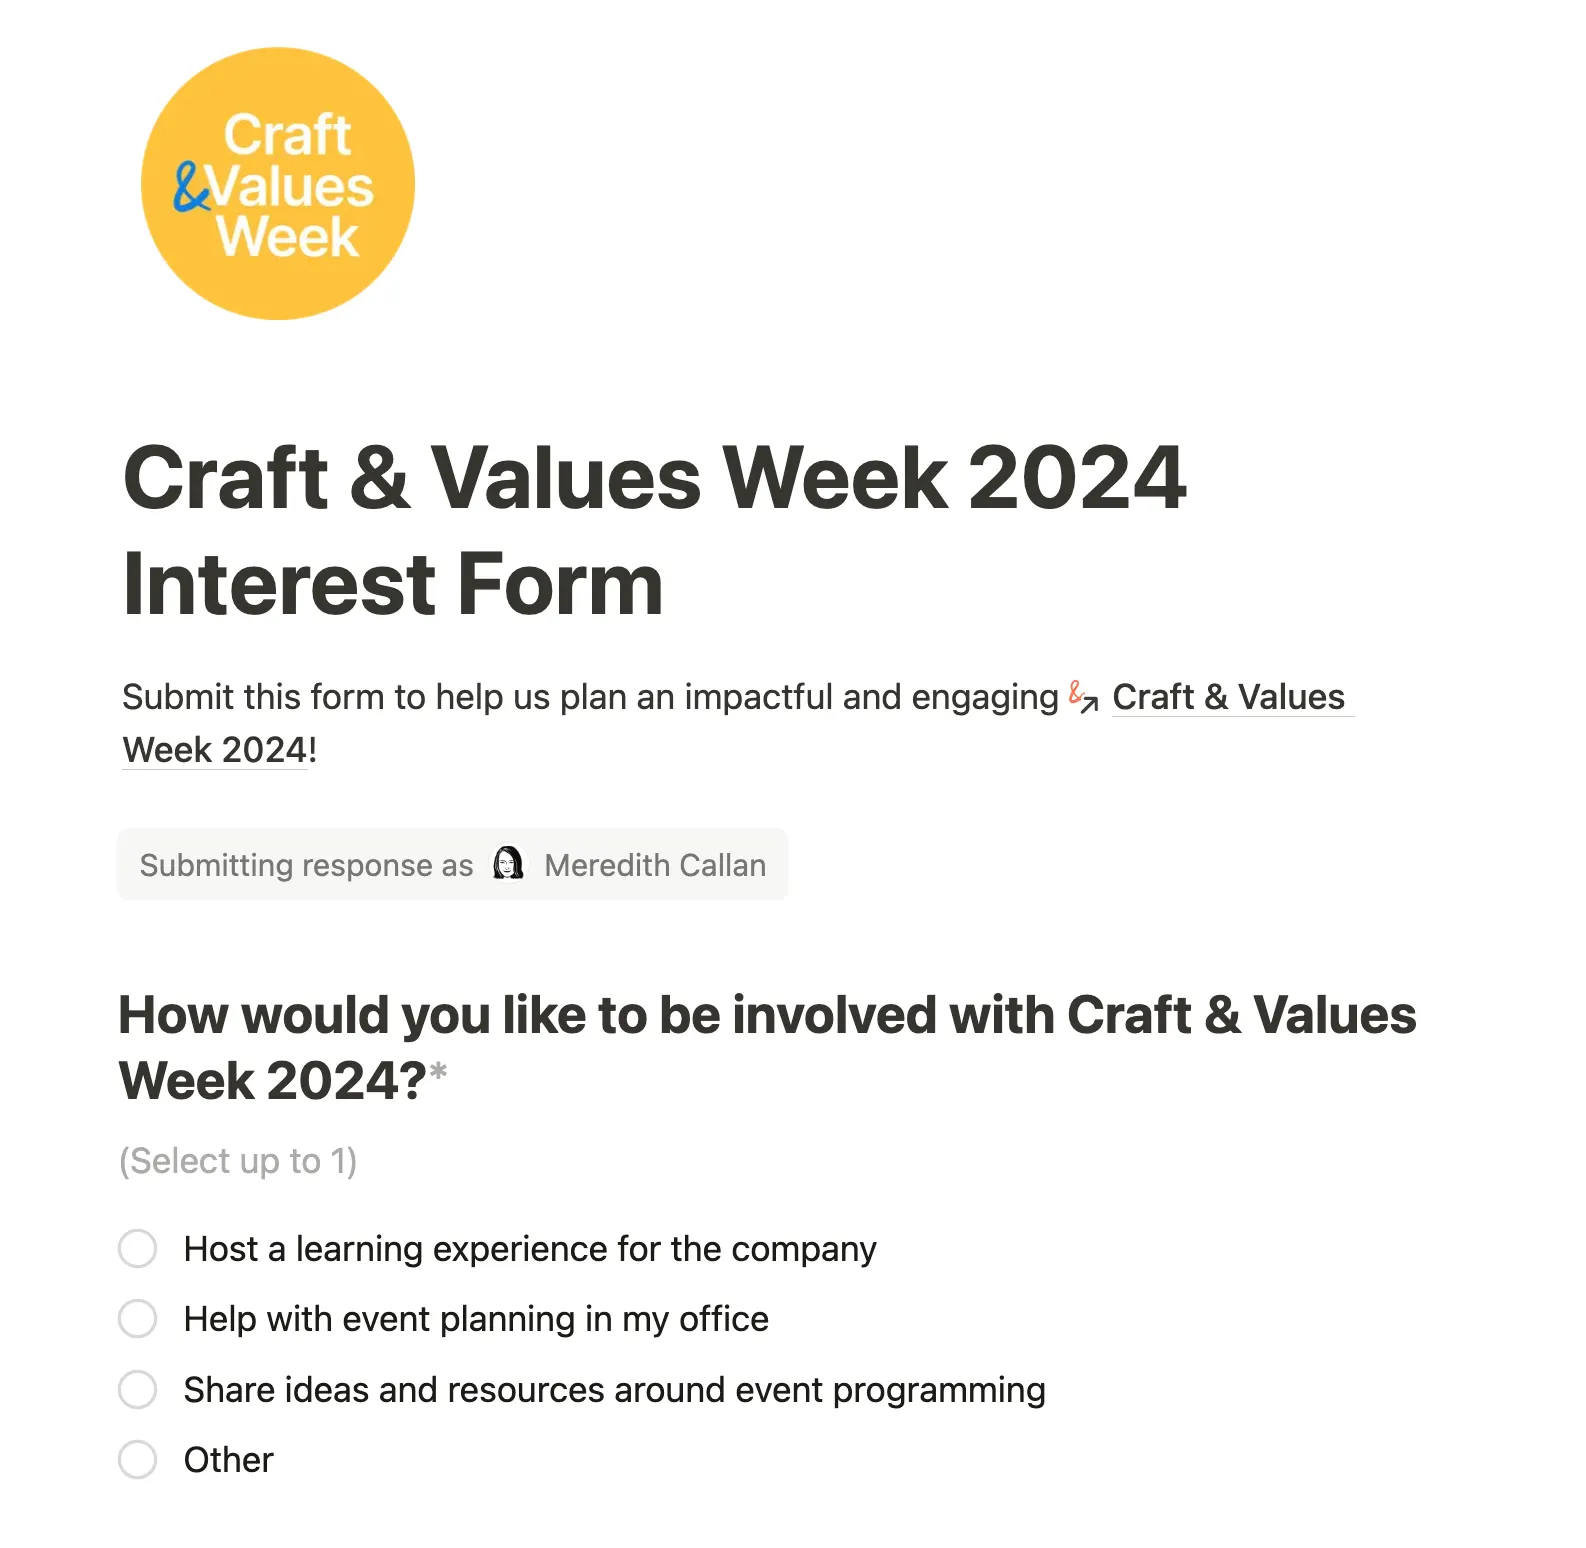 Craft
&Values
Week
Craft & Values Week 2024
Interest Form
Submit this form to help us plan an impactful and engaging & Craft & Values
Week 2024!
Submitting response as Meredith Callan
How would you like to be involved with Craft & Values
Week 2024?*
(Select up to 1)
Host a learning experience for the company
Help with event planning in my office
Share ideas and resources around event programming
Other